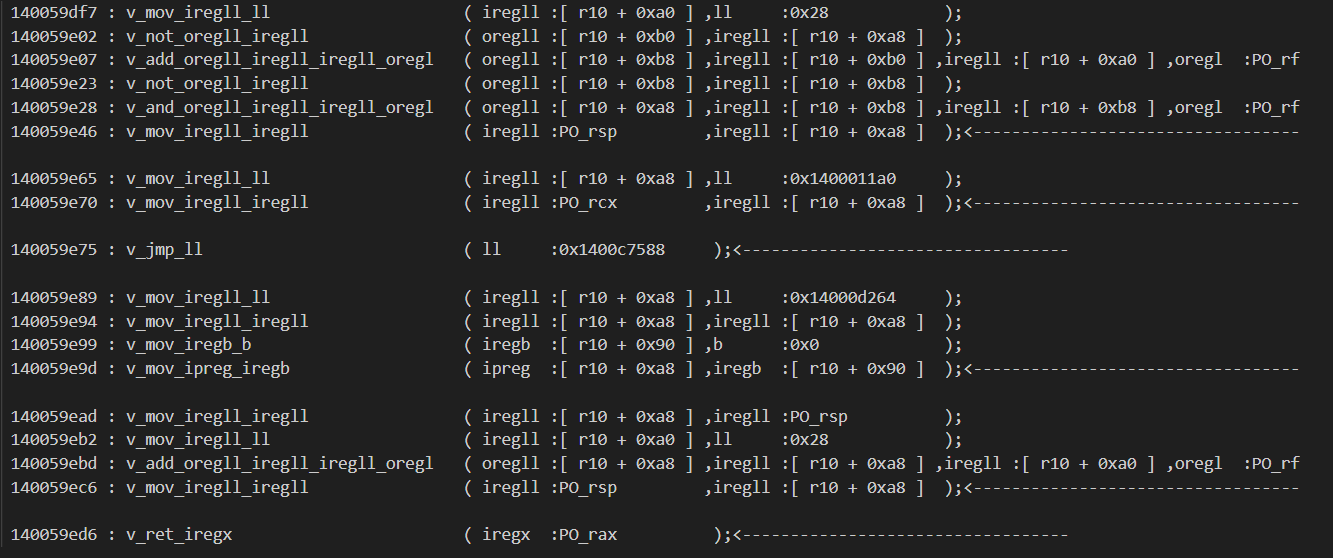 140059df7 : v_mov_iregll_ll ( iregll :[ r10 + 0xa0 ] ,ll :0x28 );
140059e02 : v_not_oregll_iregll ( oregll :[ r10 + 0xb0 ] ,iregll :[ r10 + 0xa8 ] );
140059e07 : v_add_oregll_iregll_iregll_oregl ( oregll :[ r10 + 0xb8 ] ,iregll :[ r10 + 0xb0 ] ,iregll :[ r10 + 0xa0 ] ,oregl :PO_rf
140059e23 : v_not_oregll_iregll ( oregll :[ r10 + 0xb8 ] ,iregll :[ r10 + 0xb8 ] );
140059e28 : v_and_oregll_iregll_iregll_oregl ( oregll :[ r10 + 0xa8 ] ,iregll :[ r10 + 0xb8 ] ,iregll :[ r10 + 0xb8 ] ,oregl :PO_rf
140059e46 : v_mov_iregll_iregll ( iregll :PO_rsp ,iregll :[ r10 + 0xa8 ] );<----------------------------------
140059e65 : v_mov_iregll_ll ( iregll :[ r10 + 0xa8 ] ,ll :0x1400011a0 );
140059e70 : v_mov_iregll_iregll ( iregll :PO_rcx ,iregll :[ r10 + 0xa8 ] );<----------------------------------
140059e75 : v_jmp_ll ( ll :0x1400c7588 );<----------------------------------
140059e89 : v_mov_iregll_ll ( iregll :[ r10 + 0xa8 ] ,ll :0x14000d264 );
140059e94 : v_mov_iregll_iregll ( iregll :[ r10 + 0xa8 ] ,iregll :[ r10 + 0xa8 ] );
140059e99 : v_mov_iregb_b ( iregb :[ r10 + 0x90 ] ,b :0x0 );
140059e9d : v_mov_ipreg_iregb ( ipreg :[ r10 + 0xa8 ] ,iregb :[ r10 + 0x90 ] );<----------------------------------
140059ead : v_mov_iregll_iregll ( iregll :[ r10 + 0xa8 ] ,iregll :PO_rsp );
140059eb2 : v_mov_iregll_ll ( iregll :[ r10 + 0xa0 ] ,ll :0x28 );
140059ebd : v_add_oregll_iregll_iregll_oregl ( oregll :[ r10 + 0xa8 ] ,iregll :[ r10 + 0xa8 ] ,iregll :[ r10 + 0xa0 ] ,oregl :PO_rf
140059ec6 : v_mov_iregll_iregll ( iregll :PO_rsp ,iregll :[ r10 + 0xa8 ] );<----------------------------------
140059ed6 : v_ret_iregx ( iregx :PO_rax );<----------------------------------